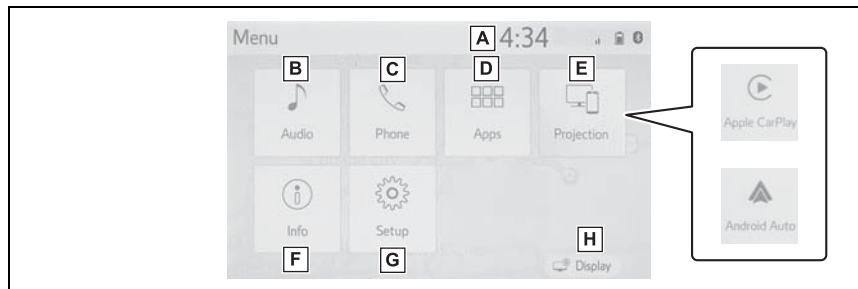 Menu A 4:34
B C D E
Audio Phone Apps Projection
Info Setup
F G H
Display
Apple CarPlay
Android Auto